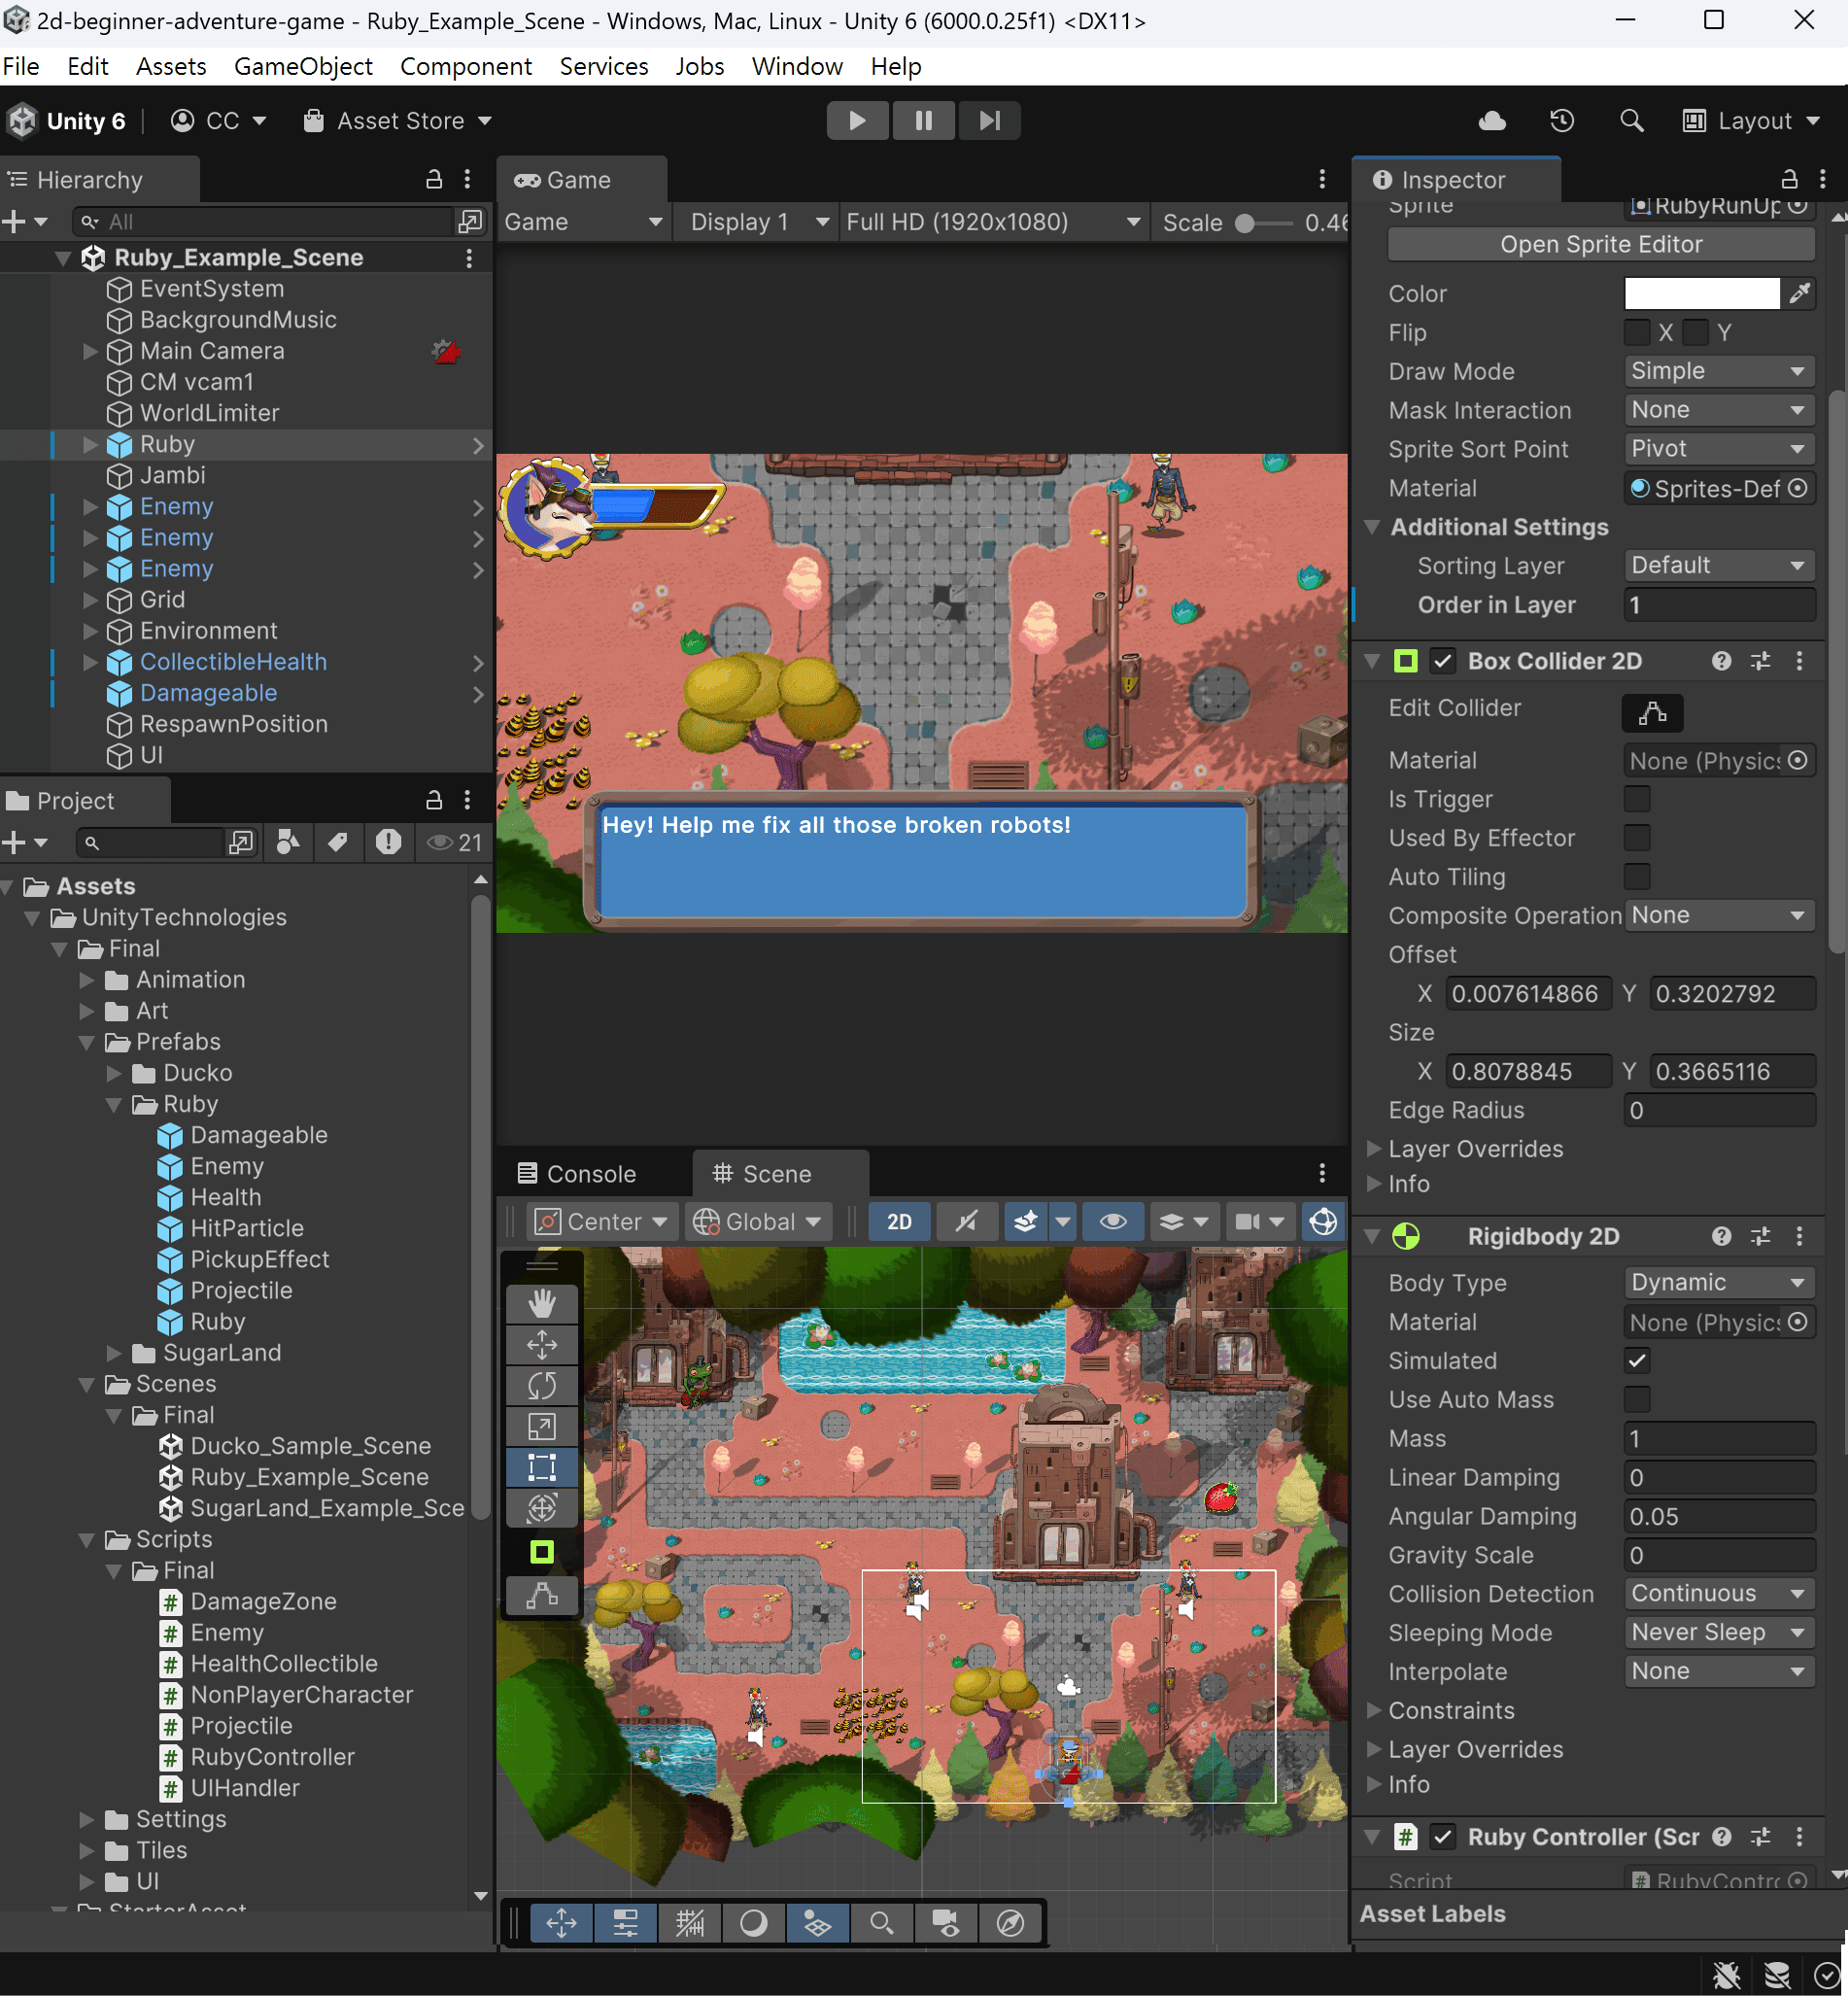 2d-beginner-adventure-game - Ruby_Example_Scene - Windows, Mac, Linux - Unity 6 (6000.0.25f1) <DX11>
File Edit Assets GameObject Component Services Jobs Window Help
Unity 6 CC Asset Store Layout
Hierarchy
All
Ruby_Example_Scene
EventSystem
BackgroundMusic
Main Camera
CM vcam1
WorldLimiter
Ruby
Jambi
Enemy
Enemy
Enemy
Grid
Environment
CollectibleHealth
Damageable
RespawnPosition
UI
Project
21
Assets
UnityTechnologies
Final
Animation
Art
Prefabs
Ducko
Ruby
Damageable
Enemy
Health
HitParticle
PickupEffect
Projectile
Ruby
SugarLand
Scenes
Final
Ducko_Sample_Scene
Ruby_Example_Scene
SugarLand_Example_Sce
Scripts
Final
DamageZone
Enemy
HealthCollectible
NonPlayerCharacter
Projectile
RubyController
UIHandler
Settings
Tiles
UI
StarterAsset
Game
Game Display 1 Full HD (1920x1080) Scale 0.46
Hey! Help me fix all those broken robots!
Console Scene
Center Global 2D
Inspector
Sprite RubyRunUp
Open Sprite Editor
Color
Flip X Y
Draw Mode Simple
Mask Interaction None
Sprite Sort Point Pivot
Material Sprites-Def
Additional Settings
Sorting Layer Default
Order in Layer 1
Box Collider 2D
Edit Collider
Material None (Physics
Is Trigger
Used By Effector
Auto Tiling
Composite Operation None
Offset
X 0.007614866 Y 0.3202792
Size
X 0.8078845 Y 0.3665116
Edge Radius 0
Layer Overrides
Info
Rigidbody 2D
Body Type Dynamic
Material None (Physics
Simulated
Use Auto Mass
Mass 1
Linear Damping 0
Angular Damping 0.05
Gravity Scale 0
Collision Detection Continuous
Sleeping Mode Never Sleep
Interpolate None
Constraints
Layer Overrides
Info
Ruby Controller (Scr
Script RubyContro
Asset Labels